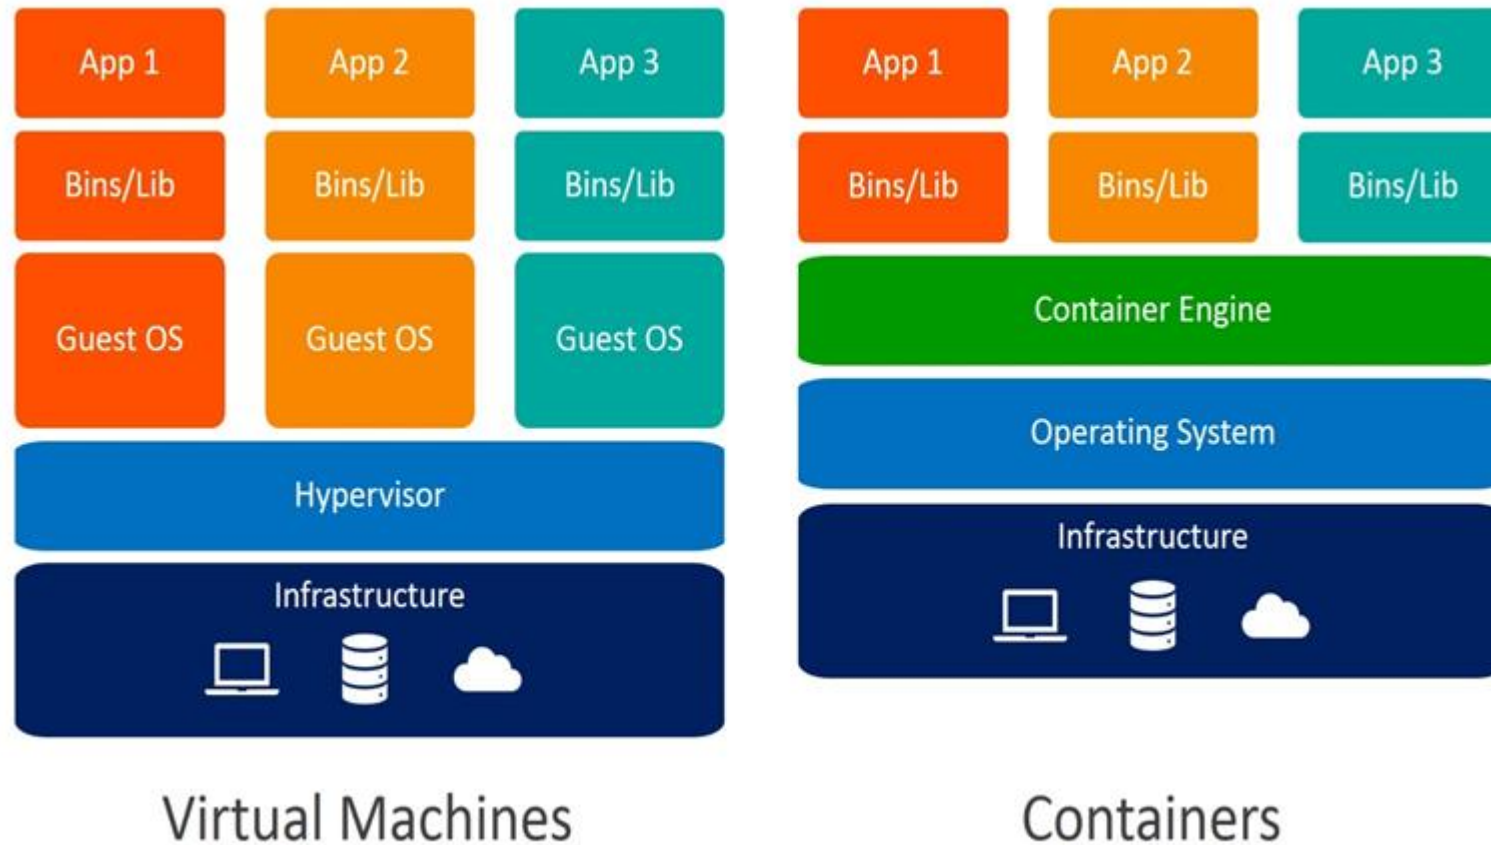 App 1
App 2
App 3
Bins/Lib
Bins/Lib
Bins/Lib
Guest OS
Guest OS
Guest OS
Hypervisor
Infrastructure
Virtual Machines
App 1
App 2
App 3
Bins/Lib
Bins/Lib
Bins/Lib
Container Engine
Operating System
Infrastructure
Containers